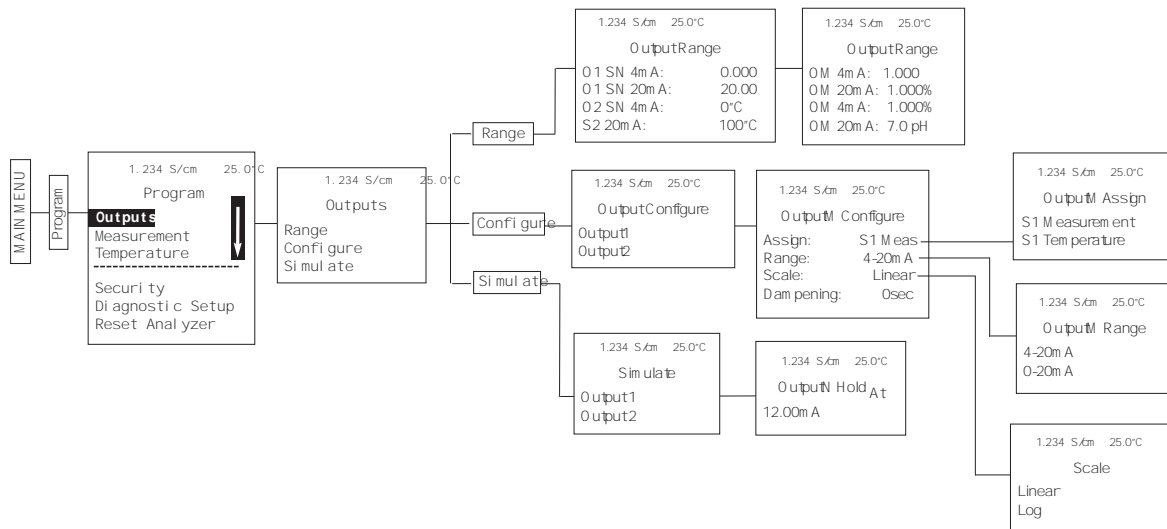 MAIN MENU
Program
1.234 S/cm 25.0°C
Program
Outputs
Measurement
Temperature
Security
Diagnostic Setup
Reset Analyzer
1.234 S/cm 25.0°C
Outputs
Range
Configure
Simulate
Range
Configure
Simulate
1.234 S/cm 25.0°C
Output Range
O1 SN 4mA: 0.000
O1 SN 20mA: 20.00
O2 SN 4mA: 0°C
S2 20mA: 100°C
1.234 S/cm 25.0°C
Output Range
OM 4mA: 1.000
OM 20mA: 1.000%
OM 4mA: 1.000%
OM 20mA: 7.0 pH
1.234 S/cm 25.0°C
Output Configure
Output1
Output2
1.234 S/cm 25.0°C
OutputM Configure
Assign: S1 Meas
Range: 4-20mA
Scale: Linear
Dampening: 0sec
1.234 S/cm 25.0°C
OutputM Assign
S1 Measurement
S1 Temperature
1.234 S/cm 25.0°C
OutputM Range
4-20mA
0-20mA
1.234 S/cm 25.0°C
Simulate
Output1
Output2
1.234 S/cm 25.0°C
OutputN Hold At
12.00mA
1.234 S/cm 25.0°C
Scale
Linear
Log